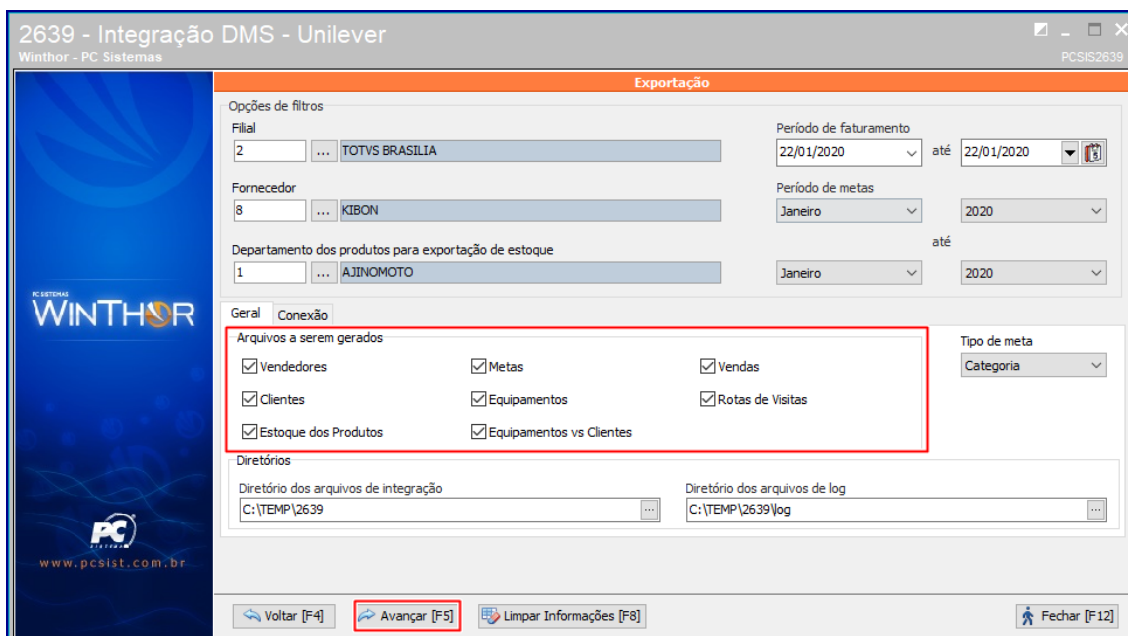 2639 - Integração DMS - Unilever
Winthor - PC Sistemas
PCSIS2639
Exportação
Opções de filtros
Filial
Período de faturamento
2 ... TOTVS BRASILIA
22/01/2020 até 22/01/2020
Fornecedor
Período de metas
8 ... KIBON
Janeiro 2020
Departamento dos produtos para exportação de estoque
até
1 ... AJINOMOTO
Janeiro 2020
PC SISTEMAS
WINTHOR
Geral Conexão
Arquivos a serem gerados
Tipo de meta
Vendedores Metas Vendas
Categoria
Clientes Equipamentos Rotas de Visitas
Estoque dos Produtos Equipamentos vs Clientes
Diretórios
Diretório dos arquivos de integração
Diretório dos arquivos de log
C:\TEMP\2639 ...
C:\TEMP\2639\log ...
PC
SISTEMAS
www.pcsist.com.br
Voltar [F4] Avançar [F5] Limpar Informações [F8] Fechar [F12]